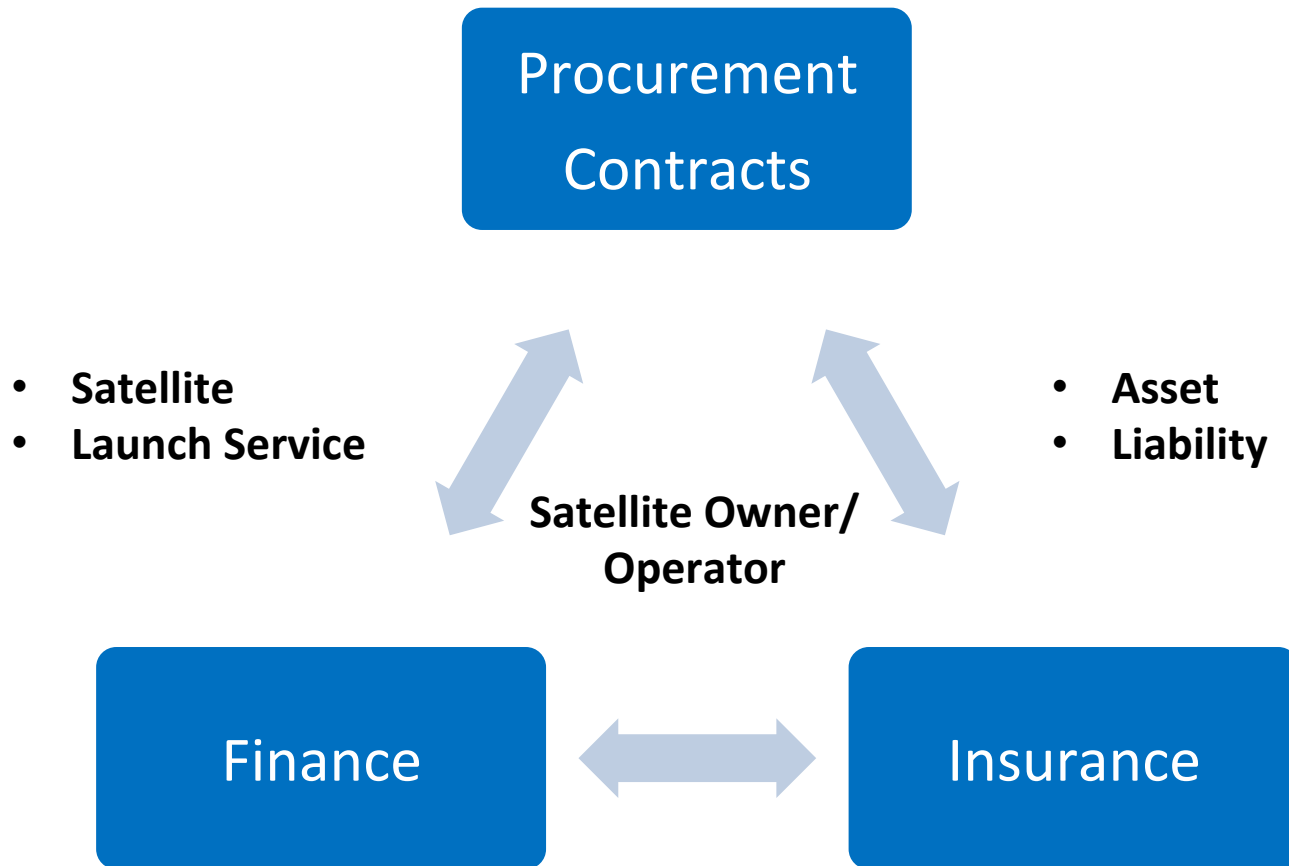 Procurement
Contracts
• Satellite
• Launch Service
• Asset
• Liability
Satellite Owner/
Operator
Finance
Insurance